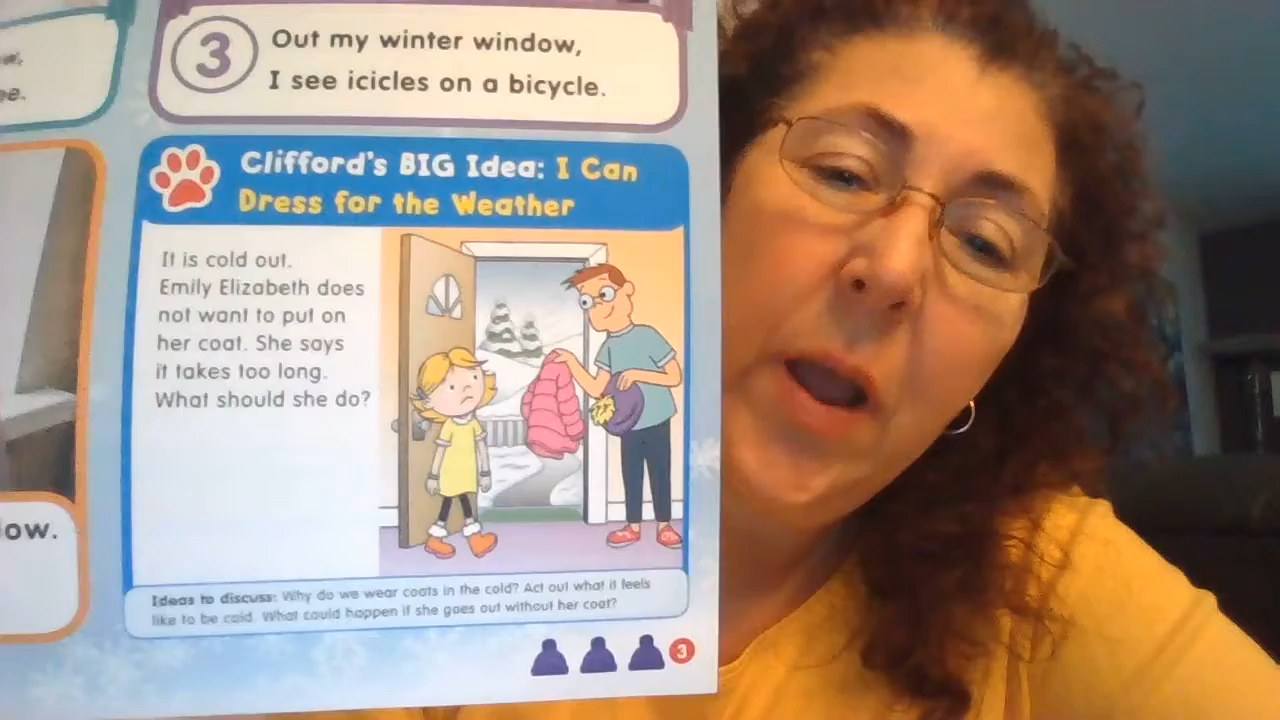 ee.
3
Out my winter window,
I see icicles on a bicycle.
Clifford's BIG Idea: I Can
Dress for the Weather
It is cold out.
Emily Elizabeth does
not want to put on
her coat. She says
it takes too long.
What should she do?
ow.
Ideas to discuss: Why do we wear coats in the cold? Act out what it feels
like to be cold. What could happen if she goes out without her coat?
3